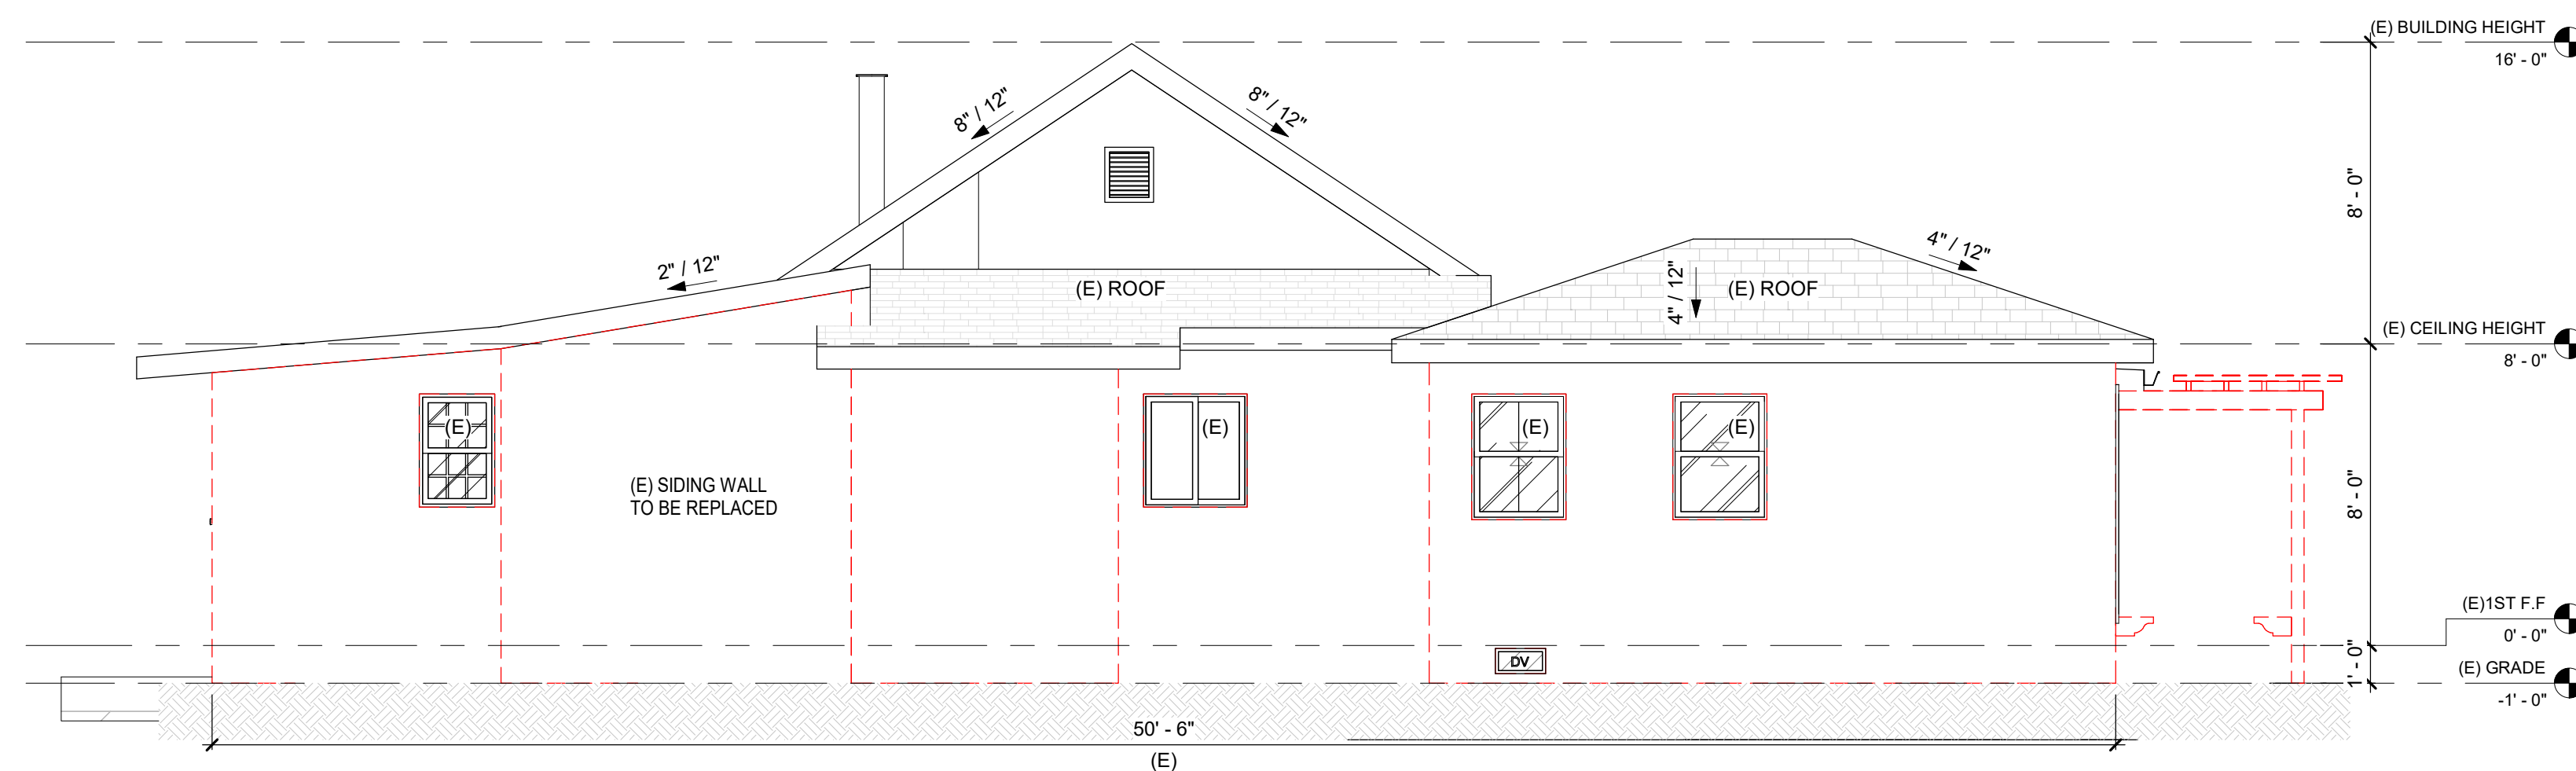 (E) BUILDING HEIGHT
16' - 0"
8" / 12"
8" / 12"
8' - 0"
2" / 12"
4" / 12"
4" / 12"
(E) ROOF
(E) ROOF
(E) CEILING HEIGHT
8' - 0"
(E)
(E)
(E)
(E)
(E) SIDING WALL
TO BE REPLACED
8' - 0"
(E)1ST F.F
0' - 0"
DV
1' - 0"
(E) GRADE
-1' - 0"
50' - 6"
(E)